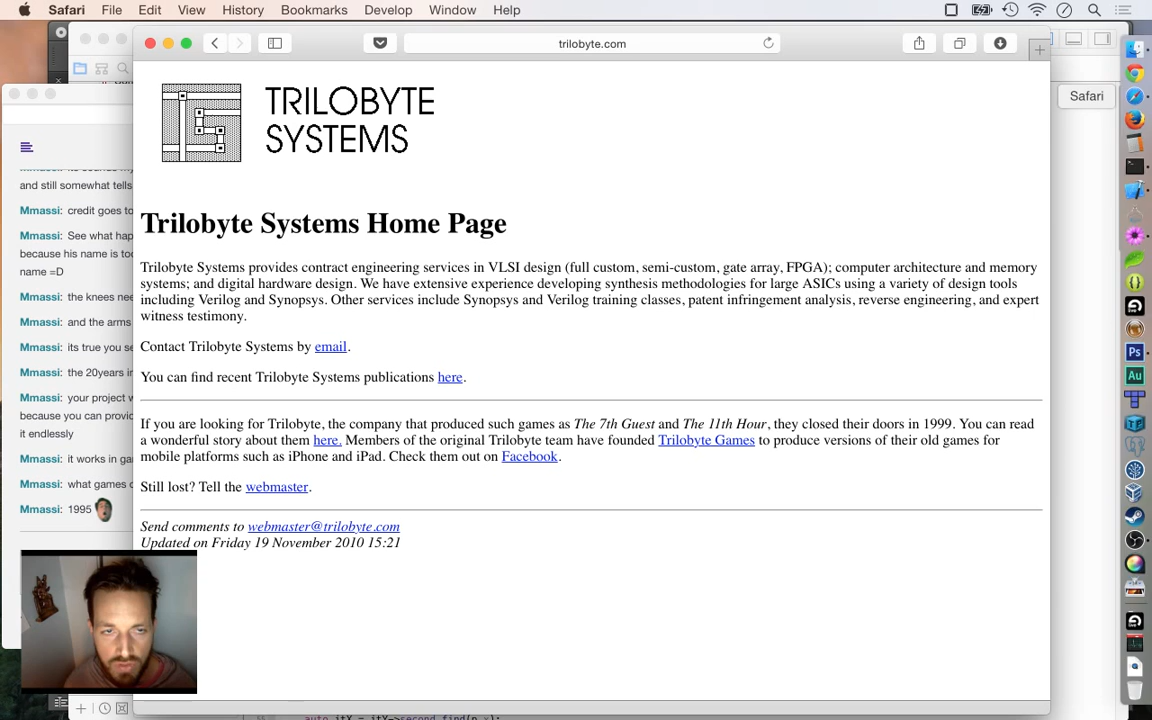 Safari File Edit View History Bookmarks Develop Window Help
trilobyte.com
Safari
TRILOBYTE
SYSTEMS
Trilobyte Systems Home Page
Trilobyte Systems provides contract engineering services in VLSI design (full custom, semi-custom, gate array, FPGA); computer architecture and memory
systems; and digital hardware design. We have extensive experience developing synthesis methodologies for large ASICs using a variety of design tools
including Verilog and Synopsys. Other services include Synopsys and Verilog training classes, patent infringement analysis, reverse engineering, and expert
witness testimony.
Contact Trilobyte Systems by email.
You can find recent Trilobyte Systems publications here.
If you are looking for Trilobyte, the company that produced such games as The 7th Guest and The 11th Hour, they closed their doors in 1999. You can read
a wonderful story about them here. Members of the original Trilobyte team have founded Trilobyte Games to produce versions of their old games for
mobile platforms such as iPhone and iPad. Check them out on Facebook.
Still lost? Tell the webmaster.
Send comments to webmaster@trilobyte.com
Updated on Friday 19 November 2010 15:21
and still somewhat tells
Mmassi: credit goes to
Mmassi: See what hap
because his name is too
name =D
Mmassi: the knees nee
Mmassi: and the arms
Mmassi: its true you se
Mmassi: the 20years in
Mmassi: your project w
because you can provid
it endlessly
Mmassi: it works in ga
Mmassi: what games
Mmassi: 1995
Ps
Au
auto itX = itY->second.find(p.x);